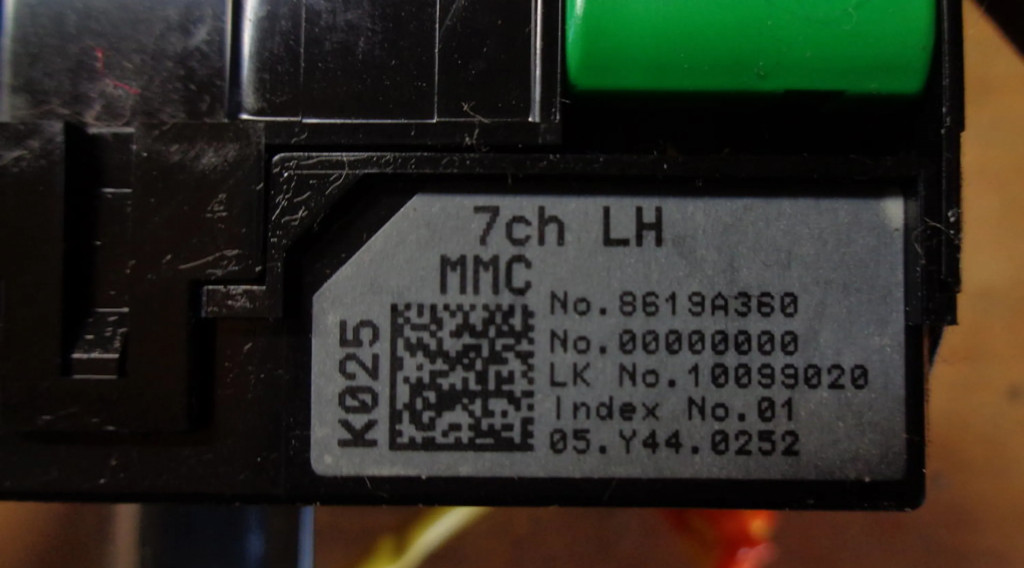 7ch LH
MMC
K025
No.8619A360
No.00000000
LK No.10099020
Index No.01
05.Y44.0252